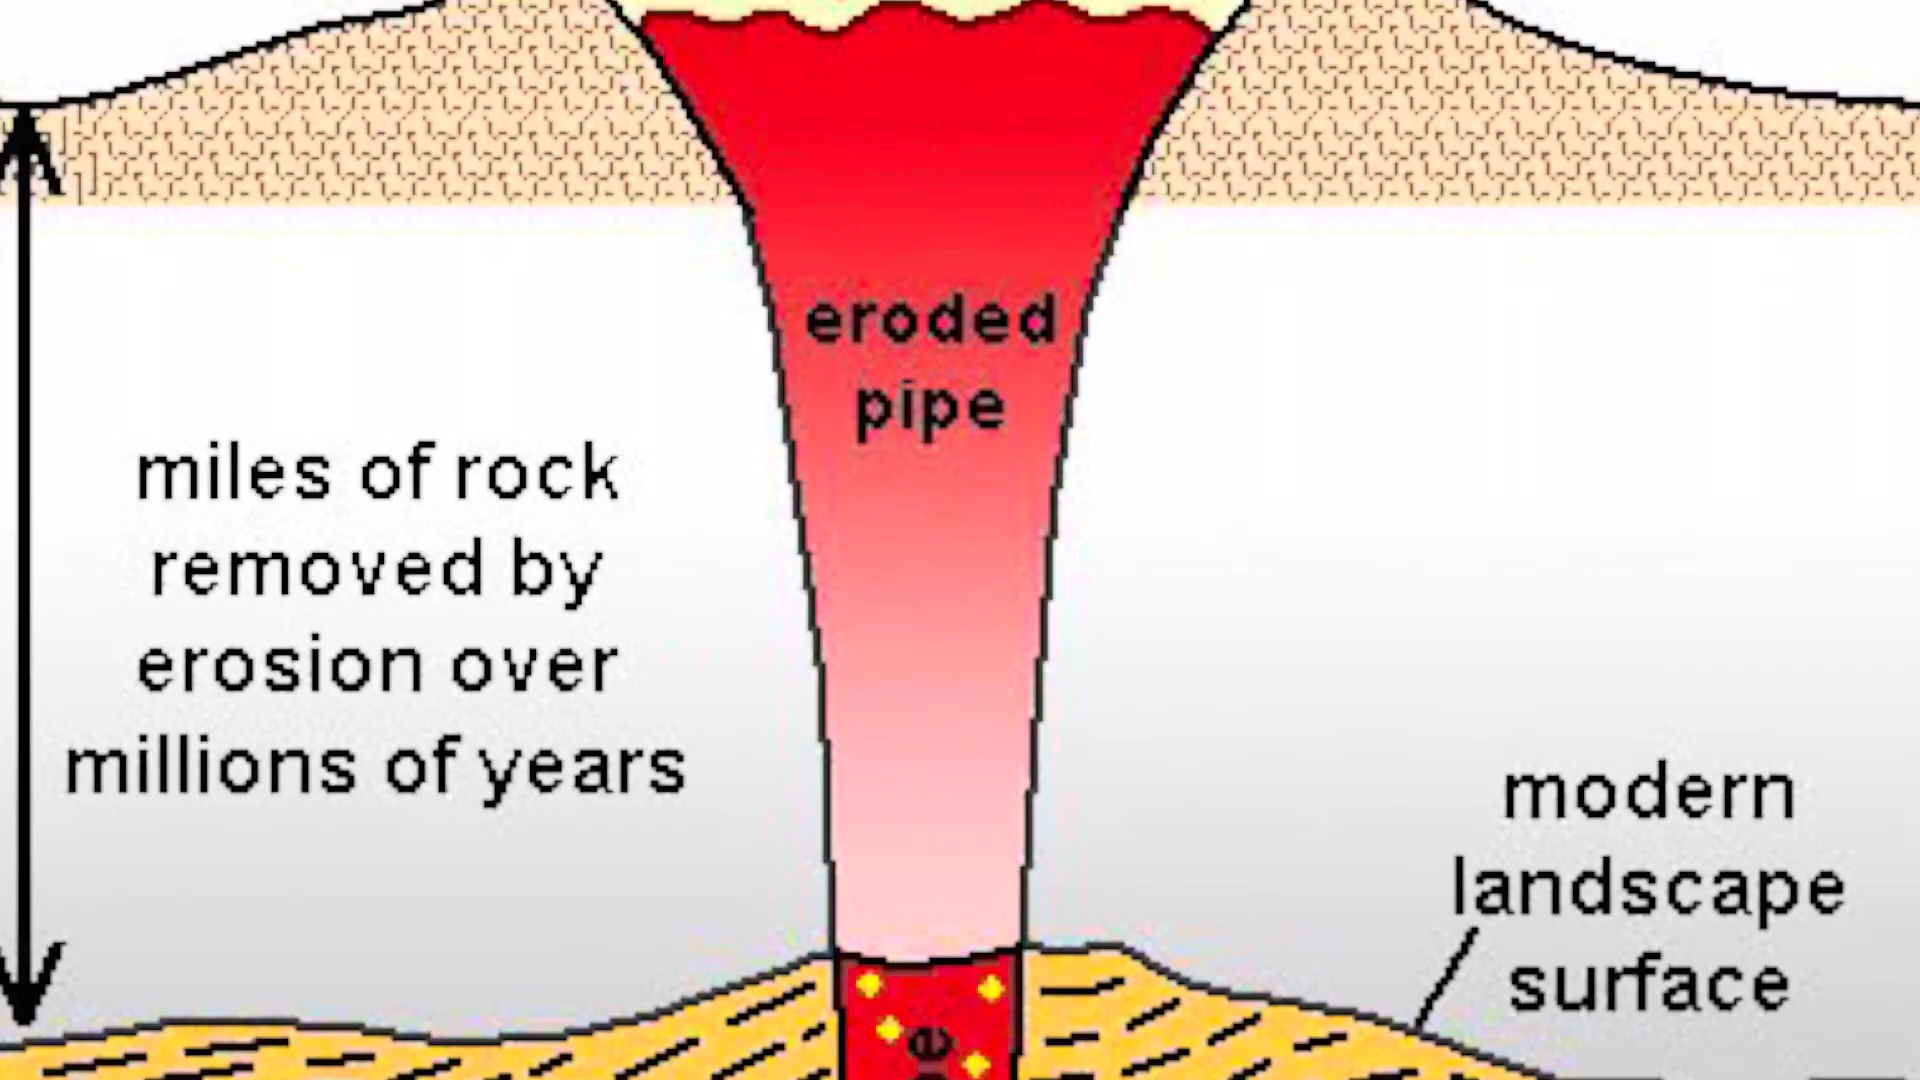 eroded
pipe
miles of rock
removed by
erosion over
millions of years
modern
landscape
surface
e